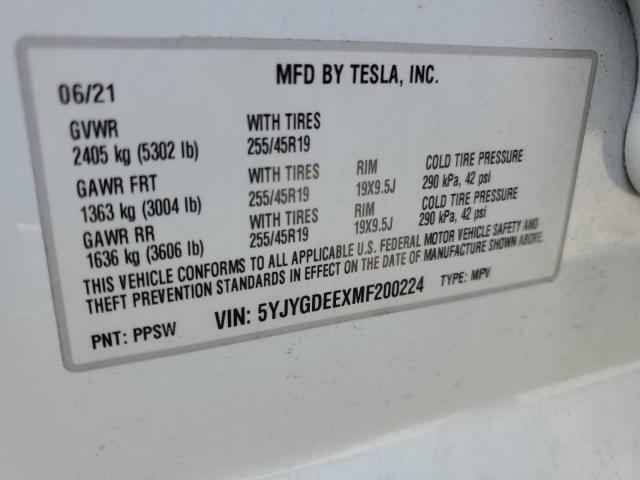 MFD BY TESLA, INC.
06/21
GVWR WITH TIRES
2405 kg (5302 lb) 255/45R19
GAWR FRT WITH TIRES RIM COLD TIRE PRESSURE
1363 kg (3004 lb) 255/45R19 19X9.5J 290 kPa, 42 psi
GAWR RR WITH TIRES RIM COLD TIRE PRESSURE
1636 kg (3606 lb) 255/45R19 19X9.5J 290 kPa, 42 psi
THIS VEHICLE CONFORMS TO ALL APPLICABLE U.S. FEDERAL MOTOR VEHICLE SAFETY AND
THEFT PREVENTION STANDARDS IN EFFECT ON THE DATE OF MANUFACTURE SHOWN ABOVE.
PNT: PPSW VIN: 5YJYGDEEXMF200224 TYPE: MPV